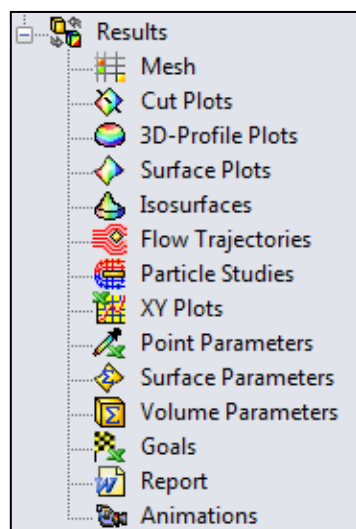 Results
Mesh
Cut Plots
3D-Profile Plots
Surface Plots
Isosurfaces
Flow Trajectories
Particle Studies
XY Plots
Point Parameters
Surface Parameters
Volume Parameters
Goals
Report
Animations